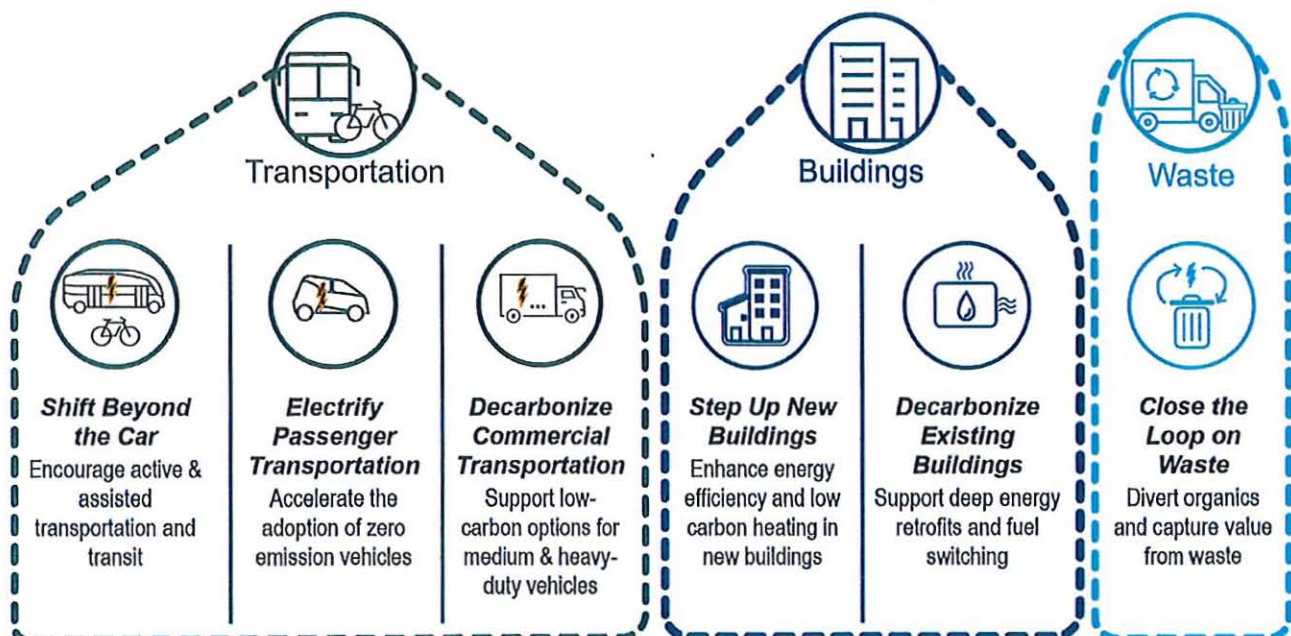 Transportation
Buildings
Waste
Shift Beyond
the Car
Encourage active &
assisted
transportation and
transit
Electrify
Passenger
Transportation
Accelerate the
adoption of zero
emission vehicles
Decarbonize
Commercial
Transportation
Support low-
carbon options for
medium & heavy-
duty vehicles
Step Up New
Buildings
Enhance energy
efficiency and low
carbon heating in
new buildings
Decarbonize
Existing
Buildings
Support deep energy
retrofits and fuel
switching
Close the
Loop on
Waste
Divert organics
and capture value
from waste